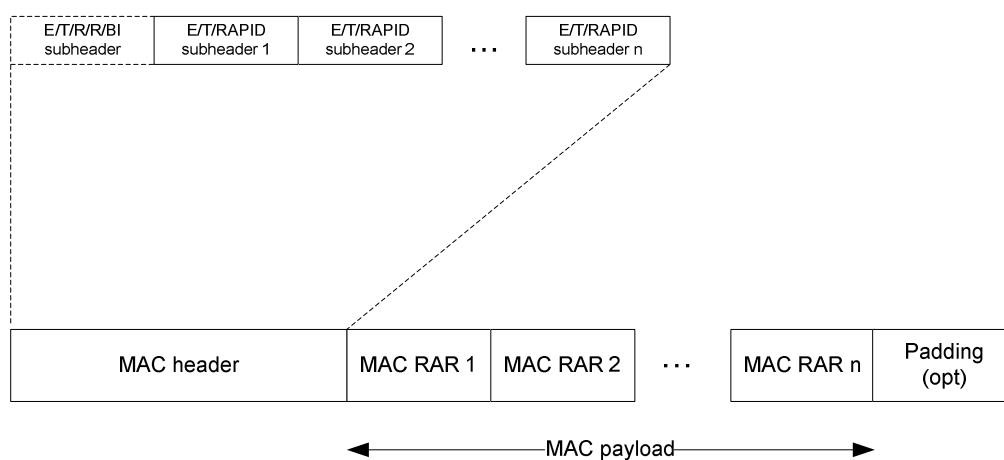 E/T/R/R/BI
subheader
E/T/RAPID
subheader 1
E/T/RAPID
subheader 2
...
E/T/RAPID
subheader n
MAC header
MAC RAR 1
MAC RAR 2
...
MAC RAR n
Padding
(opt)
MAC payload